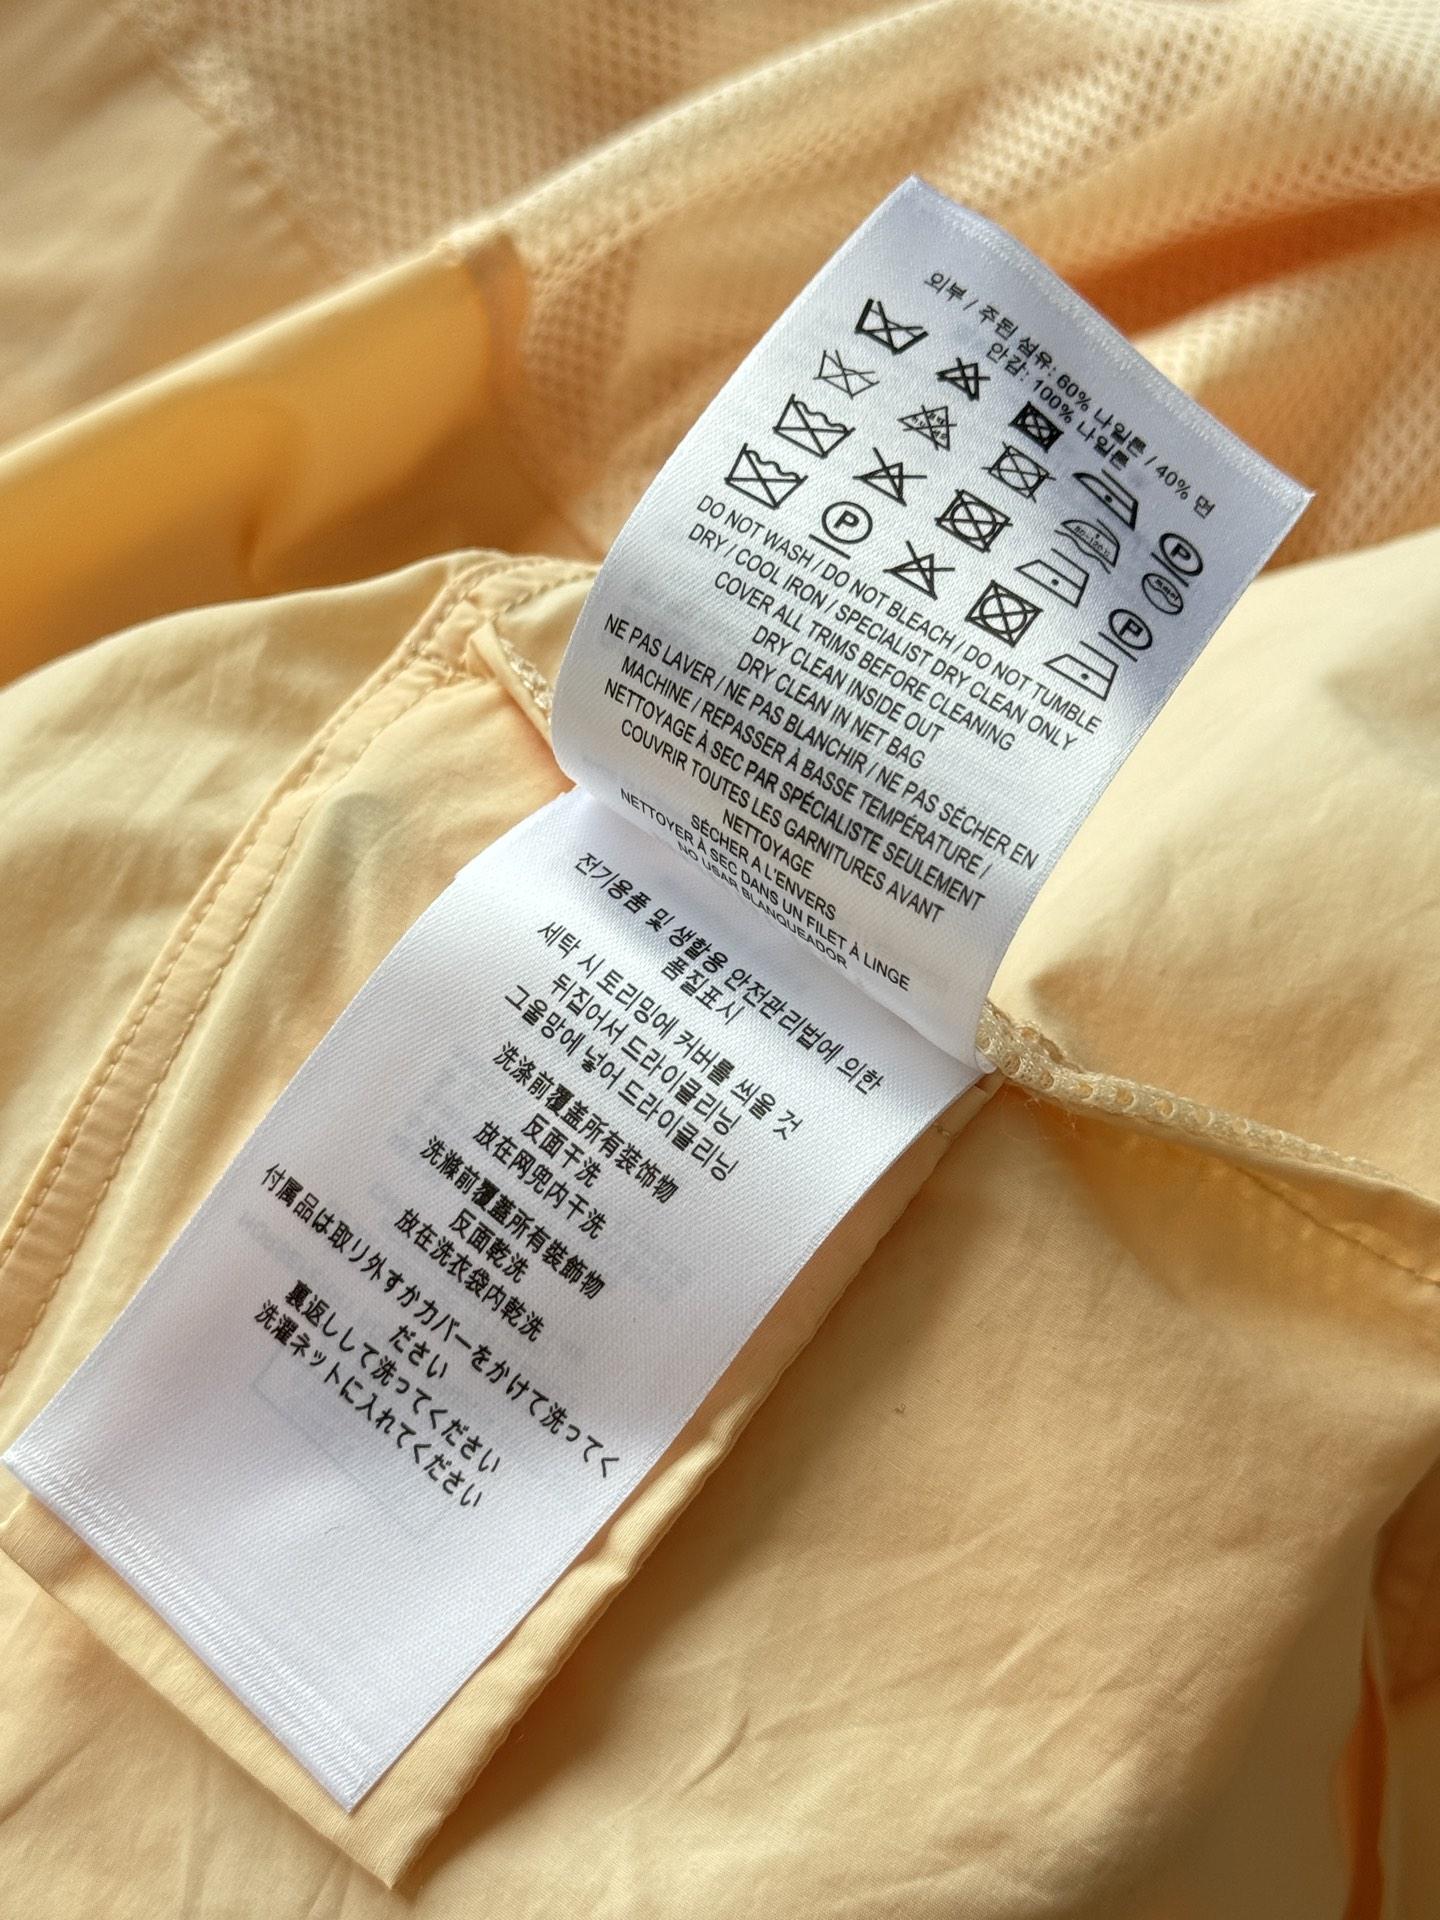 외부 / 주된 섬유: 60% 나일론 / 40% 면
안감: 100% 나일론
DO NOT WASH / DO NOT BLEACH / DO NOT TUMBLE
DRY / COOL IRON / SPECIALIST DRY CLEAN ONLY
COVER ALL TRIMS BEFORE CLEANING
DRY CLEAN INSIDE OUT
DRY CLEAN IN NET BAG
NE PAS LAVER / NE PAS BLANCHIR / NE PAS SÉCHER EN
MACHINE / REPASSER À BASSE TEMPÉRATURE /
NETTOYAGE À SEC PAR SPÉCIALISTE SEULEMENT
COUVRIR TOUTES LES GARNITURES AVANT
NETTOYAGE
SÉCHER A L'ENVERS
NETTOYER À SEC DANS UN FILET À LINGE
NO USAR BLANQUEADOR
전기용품 및 생활용 안전관리법에 의한
품질표시
세탁 시 트리밍에 커버를 씌울 것
뒤집어서 드라이클리닝
그물망에 넣어 드라이클리닝
洗涤前覆盖所有装饰物
反面干洗
放在网兜内干洗
洗滌前覆蓋所有裝飾物
反面乾洗
放在洗衣袋内乾洗
付属品は取り外すかカバーをかけて洗ってく
ださい
裏返しして洗ってください
洗濯ネットに入れてください